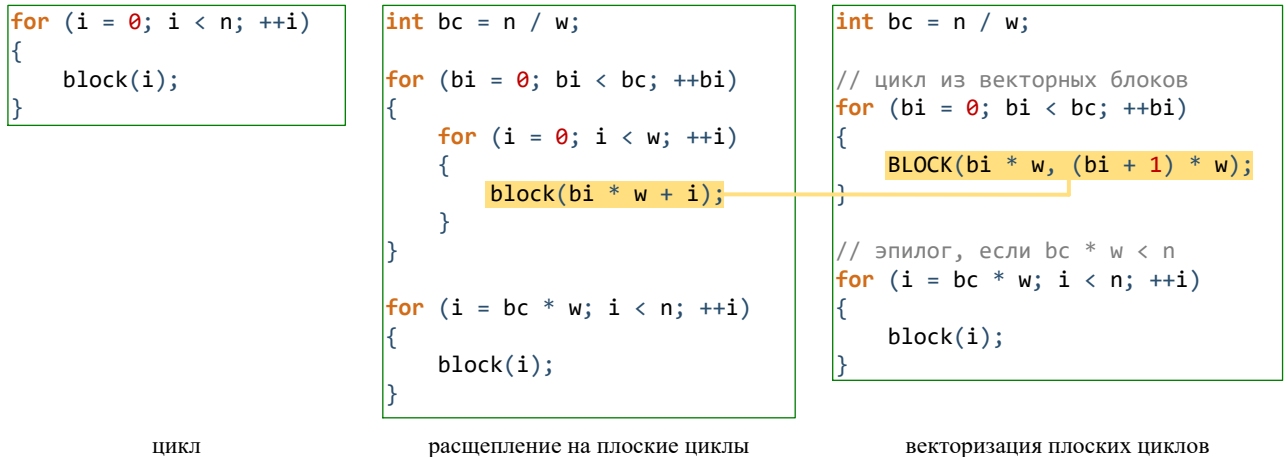 for (i = 0; i < n; ++i)
{
    block(i);
}
цикл
int bc = n / w;
for (bi = 0; bi < bc; ++bi)
{
    for (i = 0; i < w; ++i)
    {
        block(bi * w + i);
    }
}
for (i = bc * w; i < n; ++i)
{
    block(i);
}
расщепление на плоские циклы
int bc = n / w;
// цикл из векторных блоков
for (bi = 0; bi < bc; ++bi)
{
    BLOCK(bi * w, (bi + 1) * w);
}
// эпилог, если bc * w < n
for (i = bc * w; i < n; ++i)
{
    block(i);
}
векторизация плоских циклов